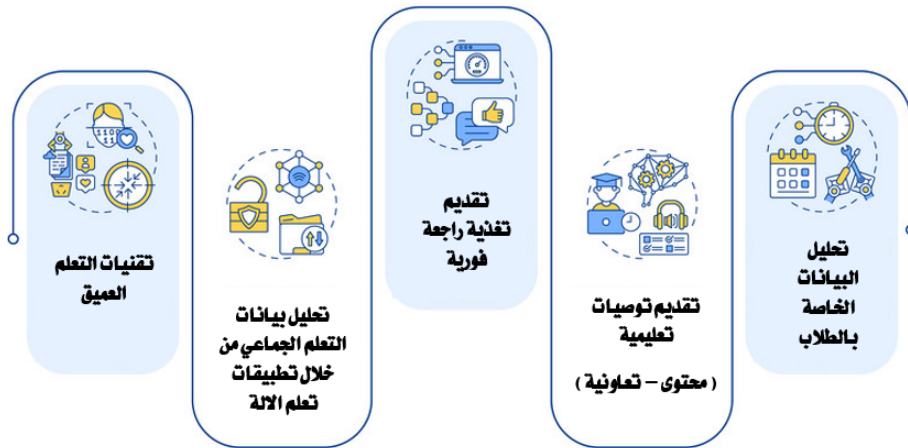 تحليل
البيانات
الخاصة
بالطلاب
تقديم توصيات
تعليمية
(محتوى – تعاونية)
تقديم
تغذية راجعة
فورية
تحليل بيانات
التعلم الجماعي من
خلال تطبيقات
تعلم الالة
تقنيات التعلم
العميق